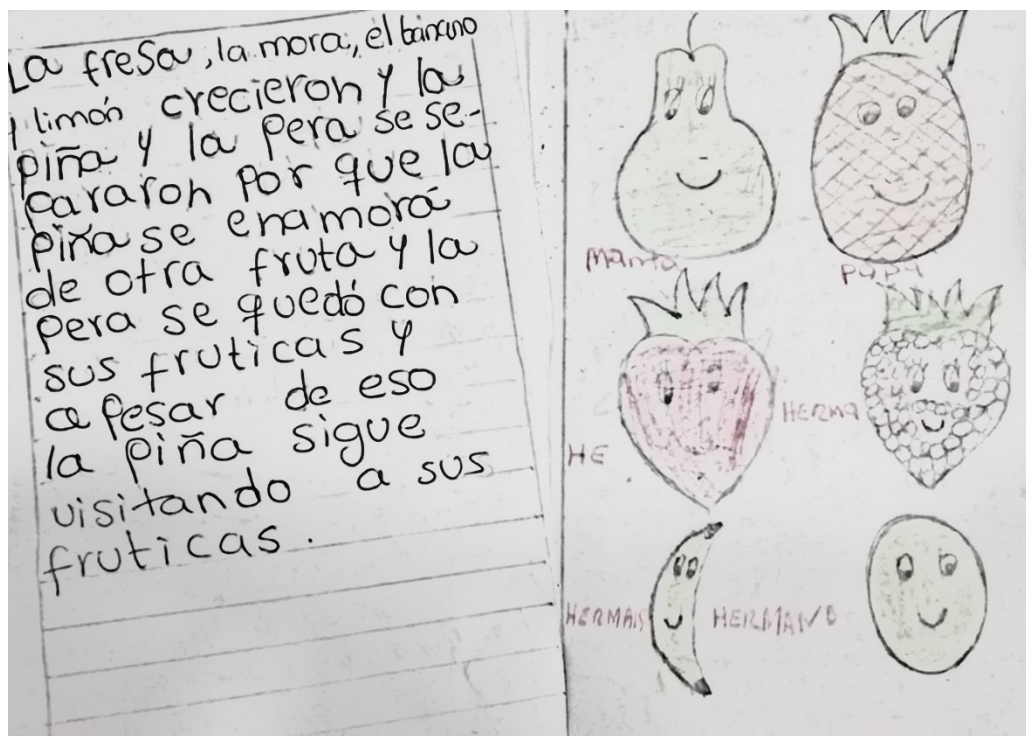 La fresa, la mora, el banano
y limón crecieron y la
piña y la pera se se-
pararon por que la
piña se enamoró
de otra fruta y la
pera se quedó con
sus fruticas y
a pesar de eso
la piña sigue
visitando a sus
fruticas.
mamá
papá
HE
HERMA
HERMANO